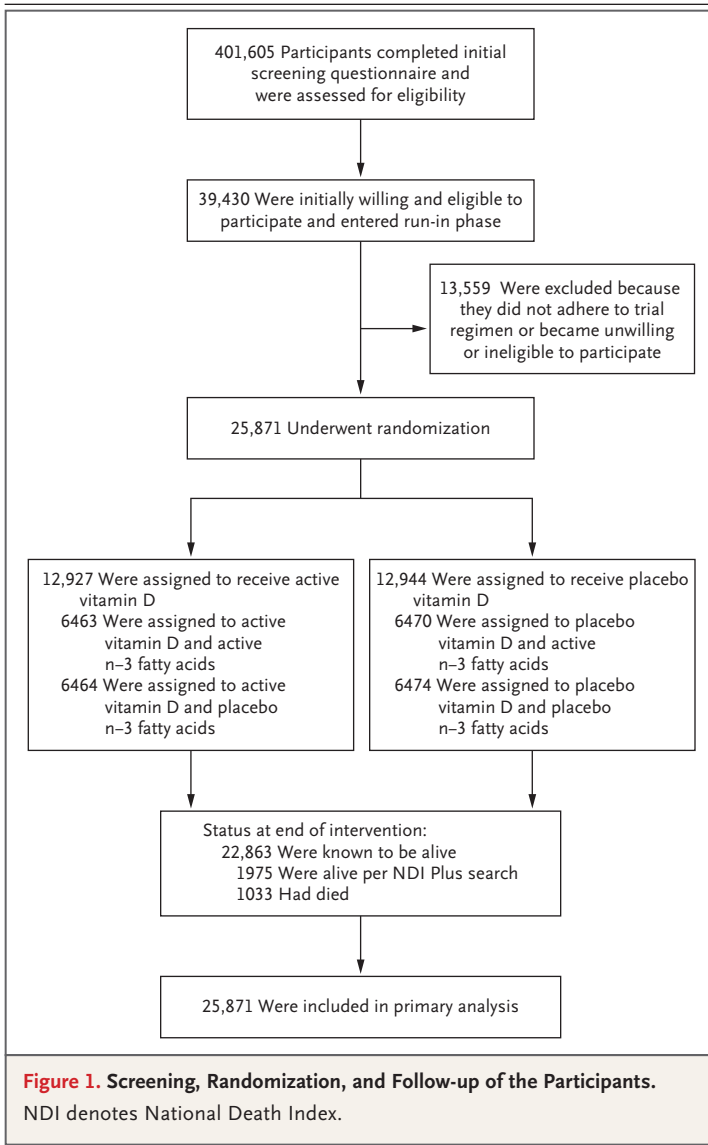 401,605 Participants completed initial
screening questionnaire and
were assessed for eligibility
39,430 Were initially willing and eligible to
participate and entered run-in phase
13,559 Were excluded because
they did not adhere to trial
regimen or became unwilling
or ineligible to participate
25,871 Underwent randomization
12,927 Were assigned to receive active
vitamin D
6463 Were assigned to active
vitamin D and active
n–3 fatty acids
6464 Were assigned to active
vitamin D and placebo
n–3 fatty acids
12,944 Were assigned to receive placebo
vitamin D
6470 Were assigned to placebo
vitamin D and active
n–3 fatty acids
6474 Were assigned to placebo
vitamin D and placebo
n–3 fatty acids
Status at end of intervention:
22,863 Were known to be alive
1975 Were alive per NDI Plus search
1033 Had died
25,871 Were included in primary analysis
Figure 1. Screening, Randomization, and Follow-up of the Participants.
NDI denotes National Death Index.